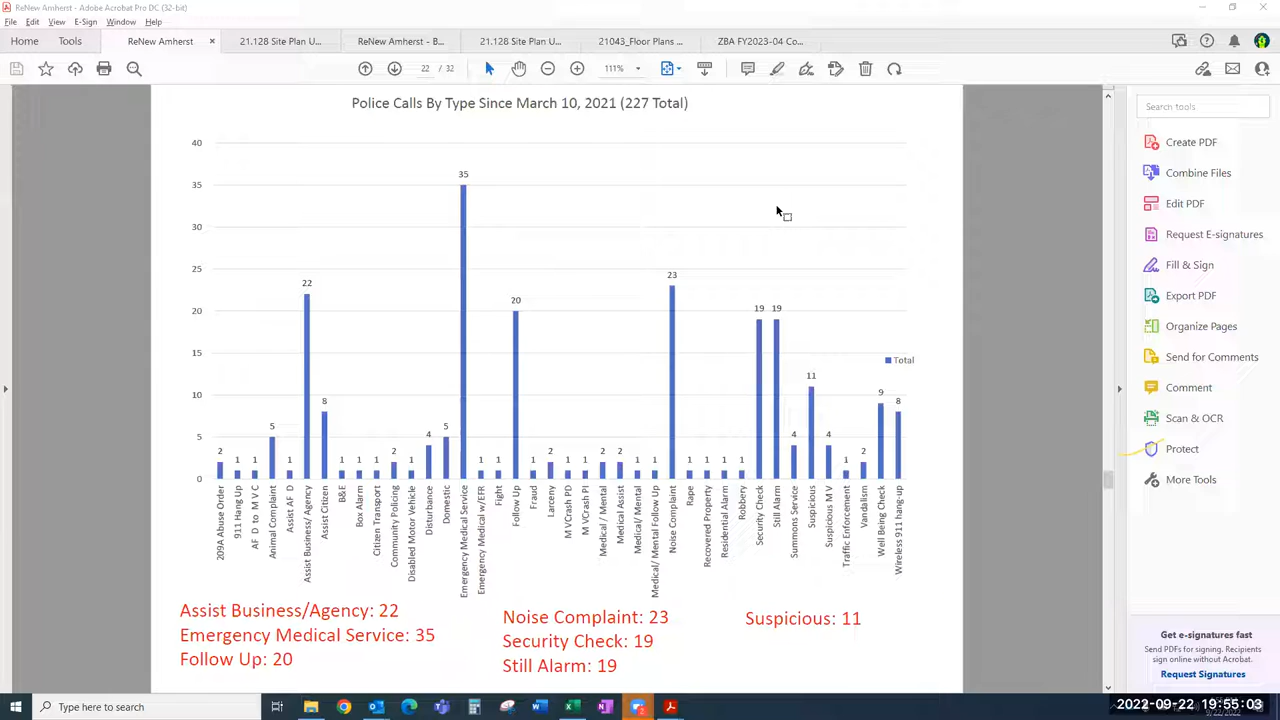 ReNew Amherst - Adobe Acrobat Pro DC (32-bit)
File Edit View E-Sign Window Help
Home Tools ReNew Amherst × 21.128 Site Plan U... ReNew Amherst - B... 21.128 Site Plan U... 21043_Floor Plans ... ZBA FY2023-04 Co...
22 / 32 111%
Police Calls By Type Since March 10, 2021 (227 Total)
40
35
30
25
20
15
10
5
0
2 1 1 5 1 22 8 1 1 1 2 1 4 5 35 1 1 20 1 2 1 1 2 2 1 1 23 1 1 1 1 19 19 4 11 4 1 2 9 8
Total
209A Abuse Order
911 Hang Up
AF D to M V C
Animal Complaint
Assist AF D
Assist Business/ Agency
Assist Citizen
B&E
Box Alarm
Citizen Transport
Community Policing
Disabled Motor Vehicle
Disturbance
Domestic
Emergency Medical Service
Emergency Medical w/EFR
Fight
Follow Up
Fraud
Larceny
M VCrash PD
M VCrash PI
Medical / Mental
Medical Assist
Medical/ Mental
Medical/ Mental Follow Up
Noise Complaint
Rape
Recovered Property
Residential Alarm
Robbery
Security Check
Still Alarm
Summons Service
Suspicious
Suspicious M V
Traffic Enforcement
Vandalism
Well Being Check
Wireless 911 hang-up
Assist Business/Agency: 22
Emergency Medical Service: 35
Follow Up: 20
Noise Complaint: 23
Security Check: 19
Still Alarm: 19
Suspicious: 11
Search tools
Create PDF
Combine Files
Edit PDF
Request E-signatures
Fill & Sign
Export PDF
Organize Pages
Send for Comments
Comment
Scan & OCR
Protect
More Tools
Get e-signatures fast
Send PDFs for signing. Recipients
sign online without Acrobat.
Request Signatures
Type here to search
2022-09-22 19:55:03